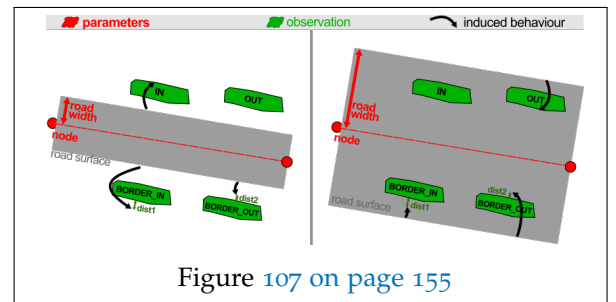 parameters observation induced behaviour
IN
OUT
road
width
node
road surface
BORDER_IN
dist1
dist2
BORDER_OUT
road
width
IN
OUT
node
BORDER_IN
dist1
dist2
BORDER_OUT
road surface
Figure 107 on page 155